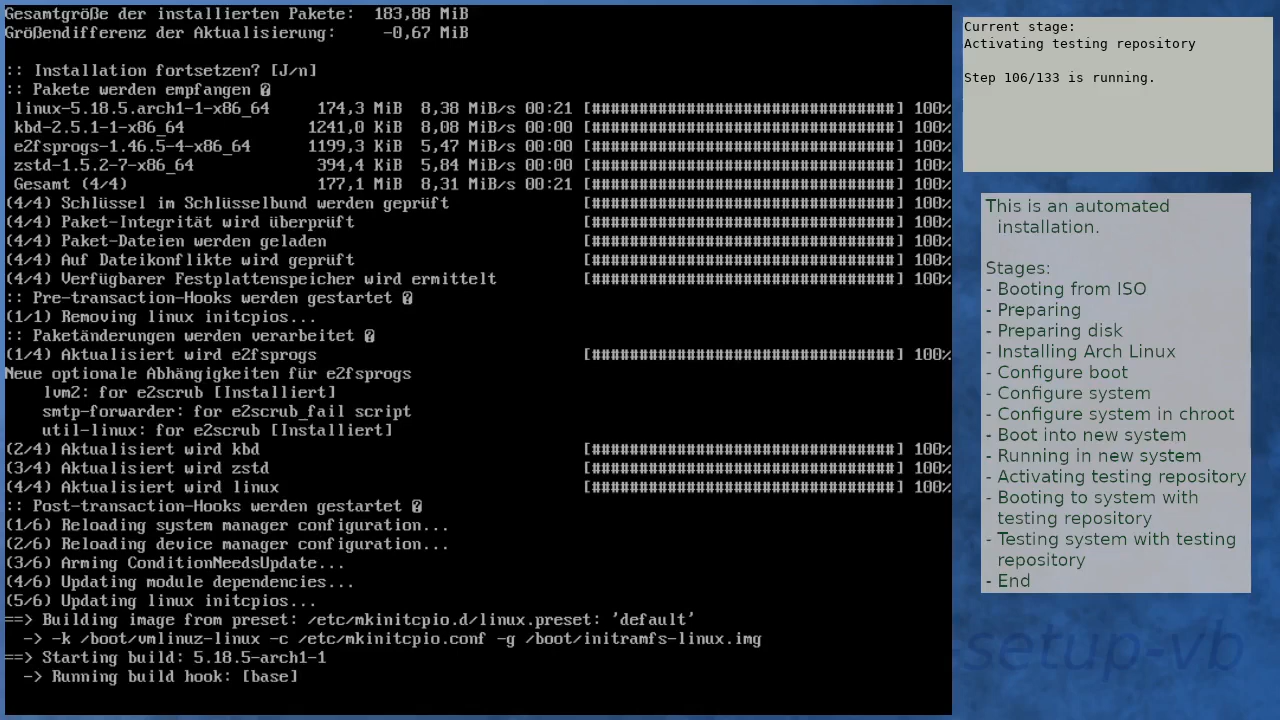 Gesamtgröße der installierten Pakete:  183,88 MiB
Größendifferenz der Aktualisierung:     -0,67 MiB
:: Installation fortsetzen? [J/n]
:: Pakete werden empfangen �
linux-5.18.5.arch1-1-x86_64     174,3 MiB  8,38 MiB/s 00:21 [################################] 100%
kbd-2.5.1-1-x86_64             1241,0 KiB  8,08 MiB/s 00:00 [################################] 100%
e2fsprogs-1.46.5-4-x86_64      1199,3 KiB  5,47 MiB/s 00:00 [################################] 100%
zstd-1.5.2-7-x86_64             394,4 KiB  5,84 MiB/s 00:00 [################################] 100%
Gesamt (4/4)                    177,1 MiB  8,31 MiB/s 00:21 [################################] 100%
(4/4) Schlüssel im Schlüsselbund werden geprüft              [################################] 100%
(4/4) Paket-Integrität wird überprüft                        [################################] 100%
(4/4) Paket-Dateien werden geladen                           [################################] 100%
(4/4) Auf Dateikonflikte wird geprüft                        [################################] 100%
(4/4) Verfügbarer Festplattenspeicher wird ermittelt         [################################] 100%
:: Pre-transaction-Hooks werden gestartet �
(1/1) Removing linux initcpios...
:: Paketänderungen werden verarbeitet �
(1/4) Aktualisiert wird e2fsprogs                            [################################] 100%
Neue optionale Abhängigkeiten für e2fsprogs
    lvm2: for e2scrub [Installiert]
    smtp-forwarder: for e2scrub_fail script
    util-linux: for e2scrub [Installiert]
(2/4) Aktualisiert wird kbd                                  [################################] 100%
(3/4) Aktualisiert wird zstd                                 [################################] 100%
(4/4) Aktualisiert wird linux                                [################################] 100%
:: Post-transaction-Hooks werden gestartet �
(1/6) Reloading system manager configuration...
(2/6) Reloading device manager configuration...
(3/6) Arming ConditionNeedsUpdate...
(4/6) Updating module dependencies...
(5/6) Updating linux initcpios...
==> Building image from preset: /etc/mkinitcpio.d/linux.preset: 'default'
  -> -k /boot/vmlinuz-linux -c /etc/mkinitcpio.conf -g /boot/initramfs-linux.img
==> Starting build: 5.18.5-arch1-1
  -> Running build hook: [base]
Current stage:
Activating testing repository
Step 106/133 is running.
This is an automated
installation.
Stages:
- Booting from ISO
- Preparing
- Preparing disk
- Installing Arch Linux
- Configure boot
- Configure system
- Configure system in chroot
- Boot into new system
- Running in new system
- Activating testing repository
- Booting to system with
testing repository
- Testing system with testing
repository
- End
-setup-vb